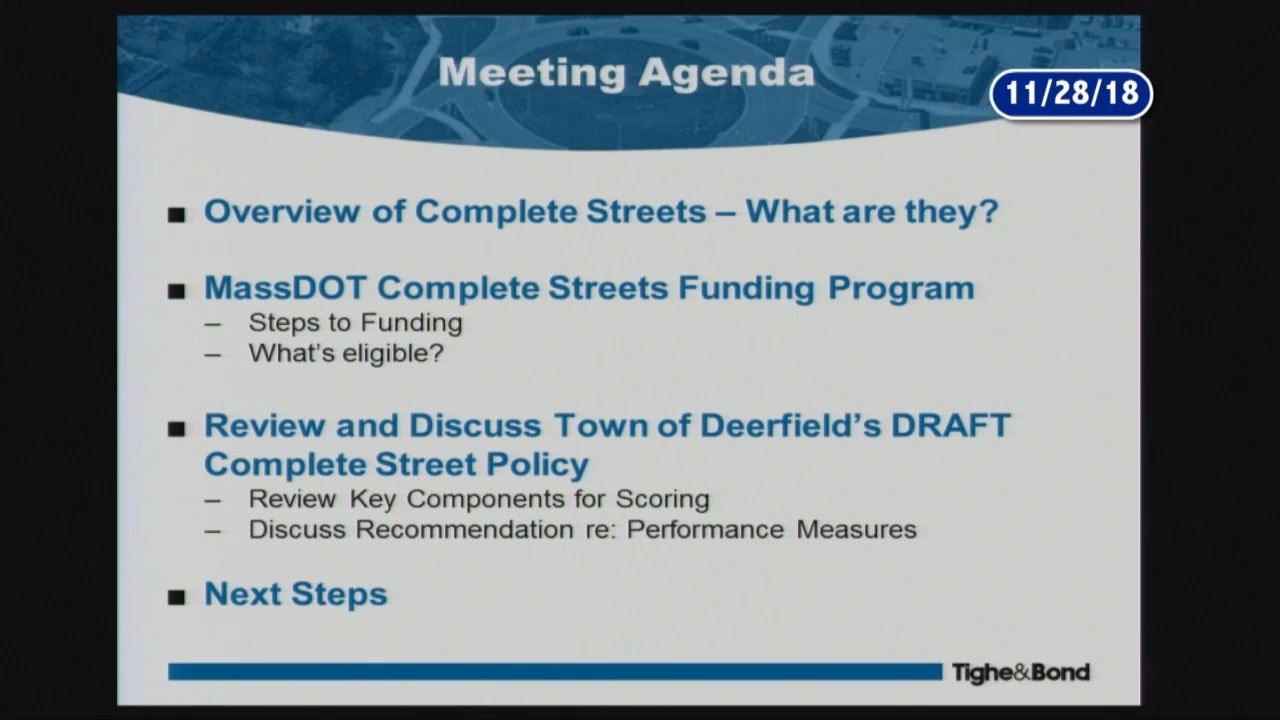 Meeting Agenda
11/28/18
■ Overview of Complete Streets – What are they?
■ MassDOT Complete Streets Funding Program
– Steps to Funding
– What's eligible?
■ Review and Discuss Town of Deerfield's DRAFT
Complete Street Policy
– Review Key Components for Scoring
– Discuss Recommendation re: Performance Measures
■ Next Steps
Tighe&Bond